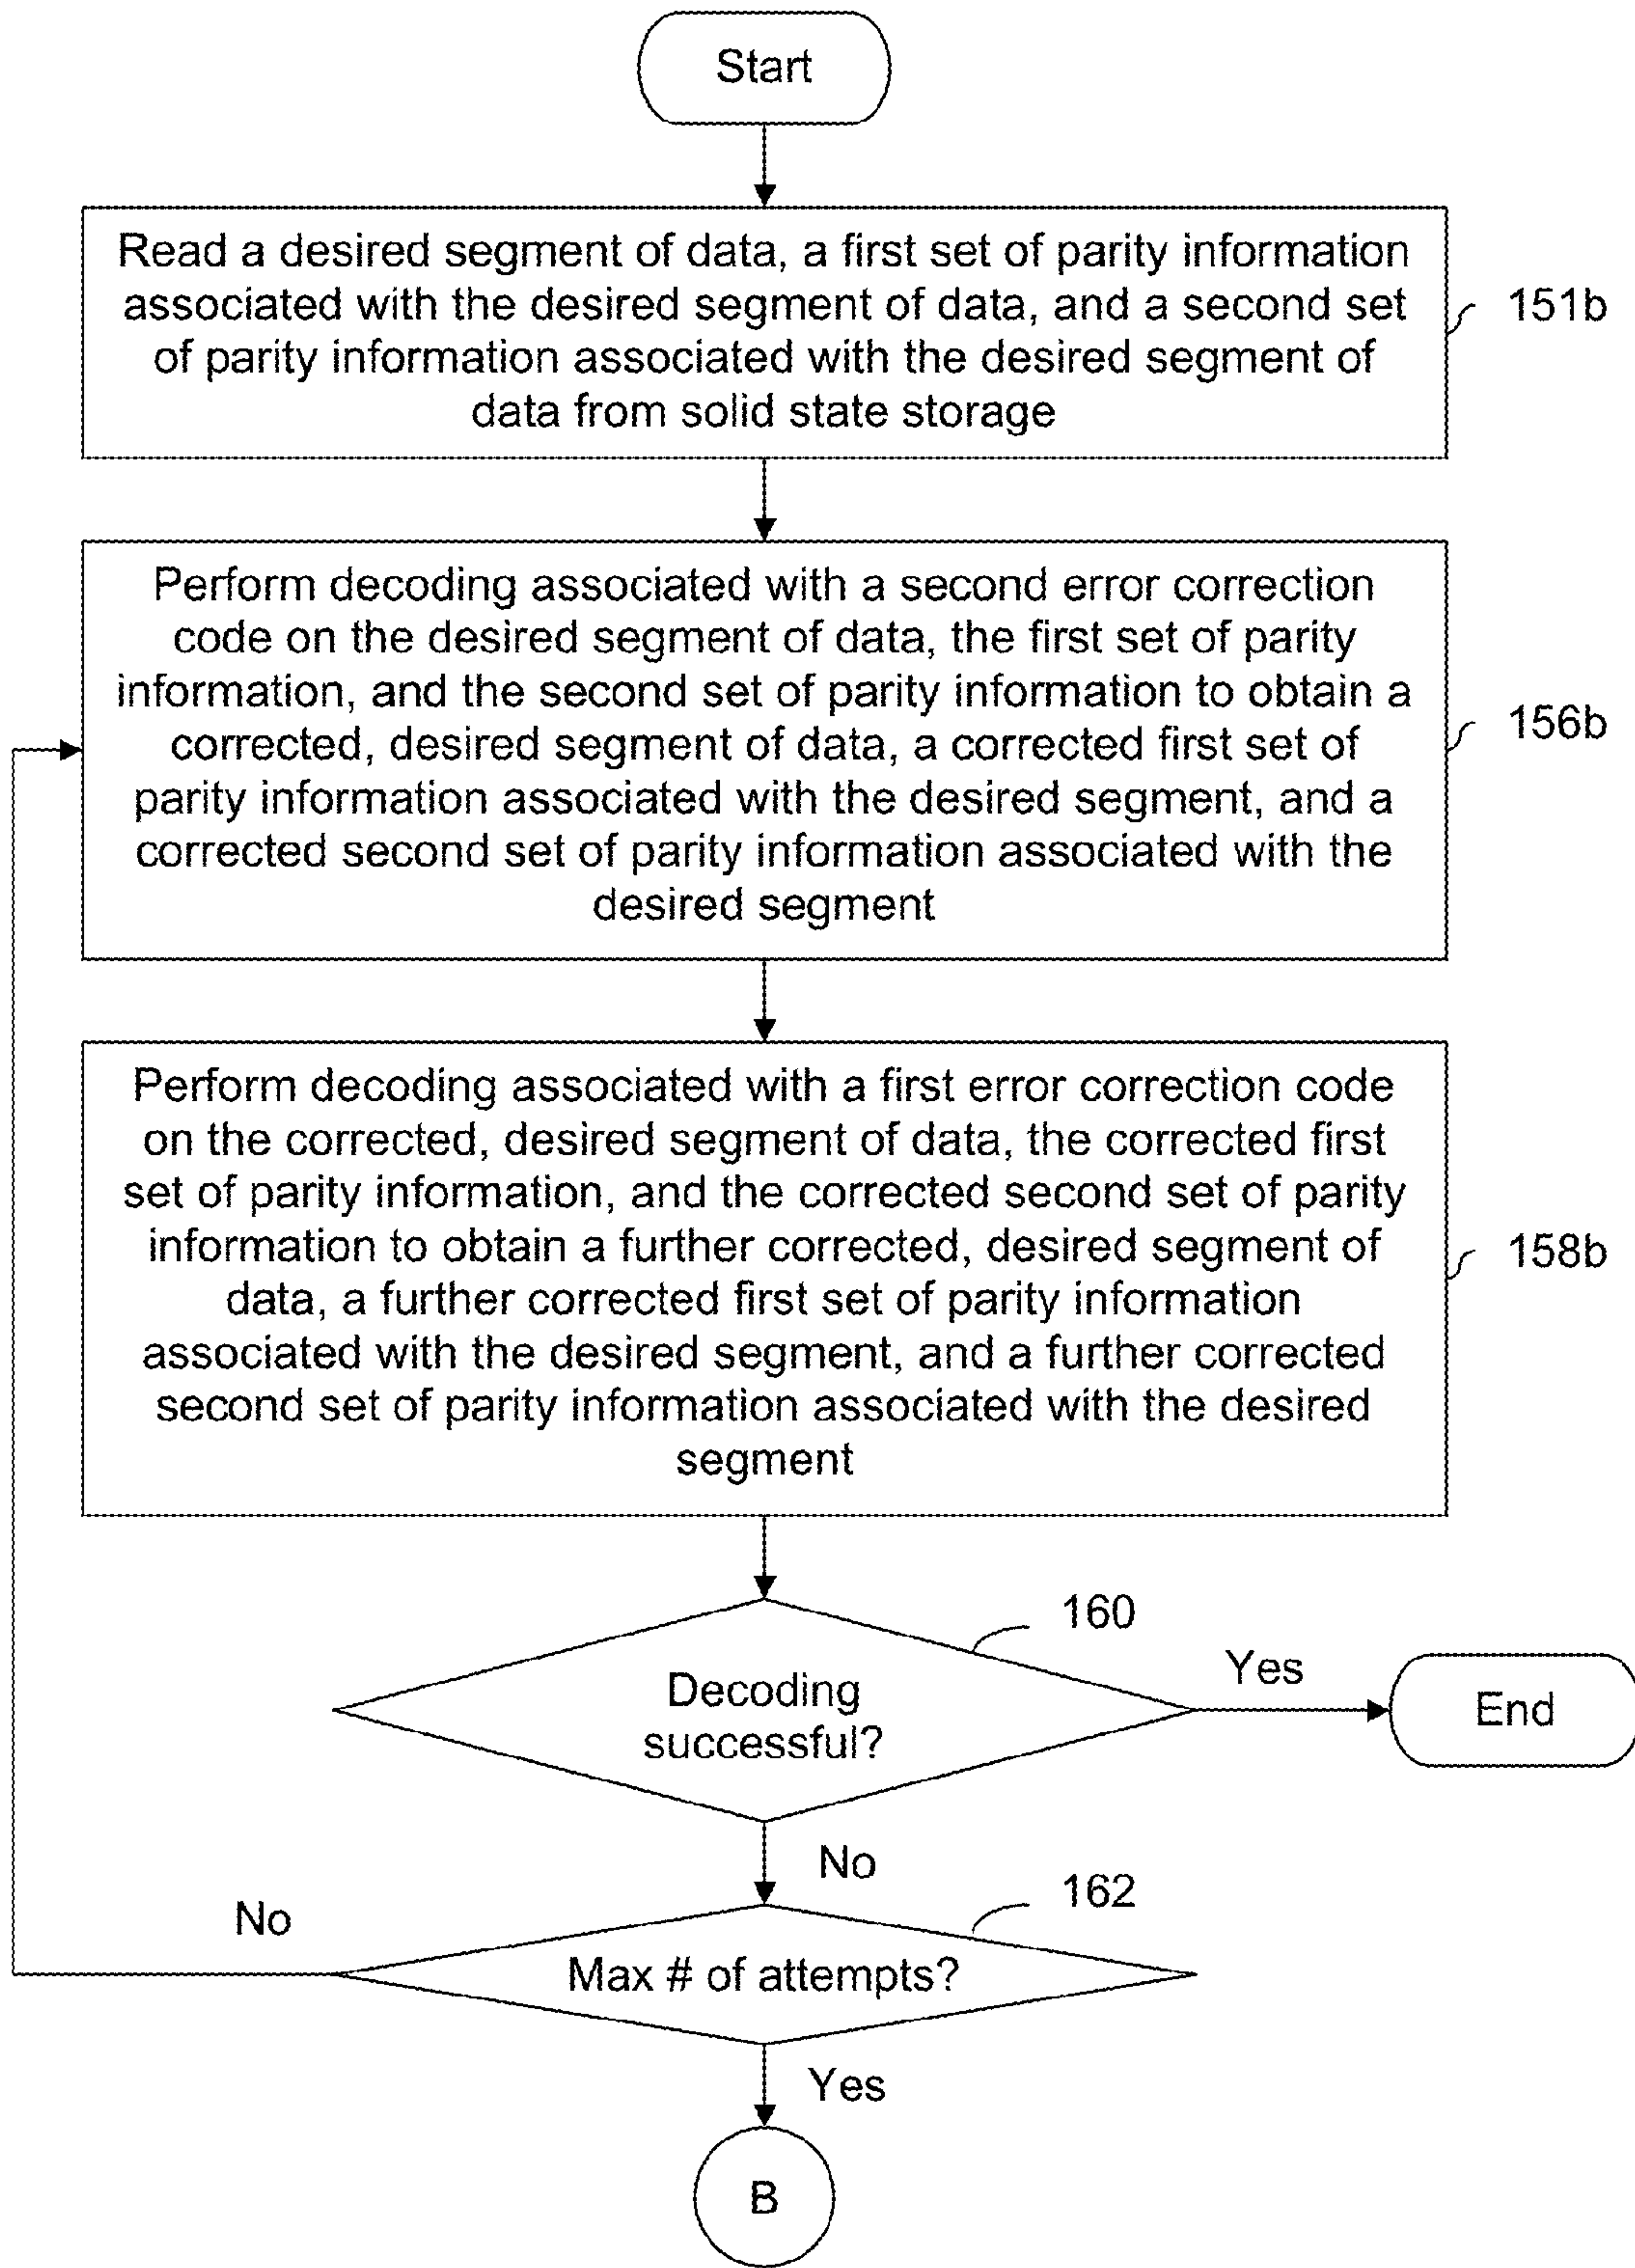 Start
Read a desired segment of data, a first set of parity information
associated with the desired segment of data, and a second set
of parity information associated with the desired segment of
data from solid state storage
151b
Perform decoding associated with a second error correction
code on the desired segment of data, the first set of parity
information, and the second set of parity information to obtain a
corrected, desired segment of data, a corrected first set of
parity information associated with the desired segment, and a
corrected second set of parity information associated with the
desired segment
156b
Perform decoding associated with a first error correction code
on the corrected, desired segment of data, the corrected first
set of parity information, and the corrected second set of parity
information to obtain a further corrected, desired segment of
data, a further corrected first set of parity information
associated with the desired segment, and a further corrected
second set of parity information associated with the desired
segment
158b
160
Decoding
successful?
Yes
End
No
162
No
Max # of attempts?
Yes
B